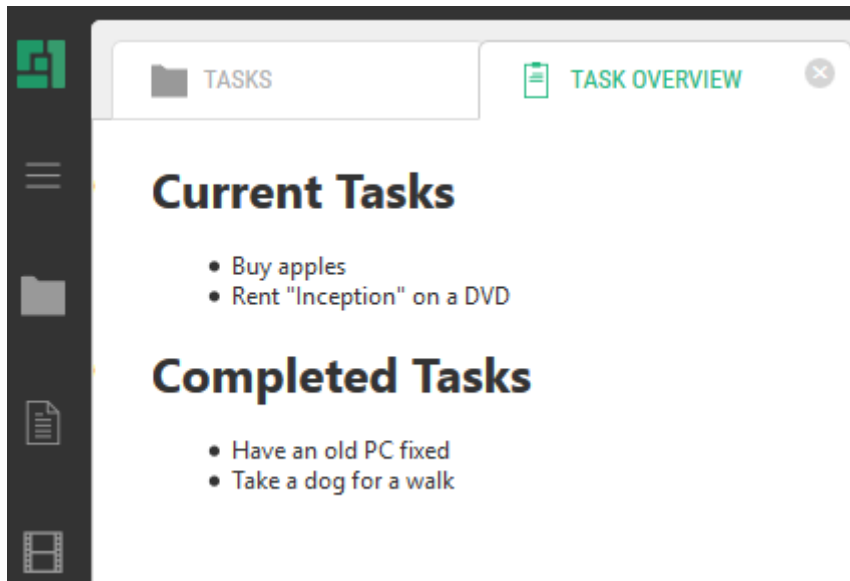 TASKS
TASK OVERVIEW
Current Tasks
Buy apples
Rent "Inception" on a DVD
Completed Tasks
Have an old PC fixed
Take a dog for a walk